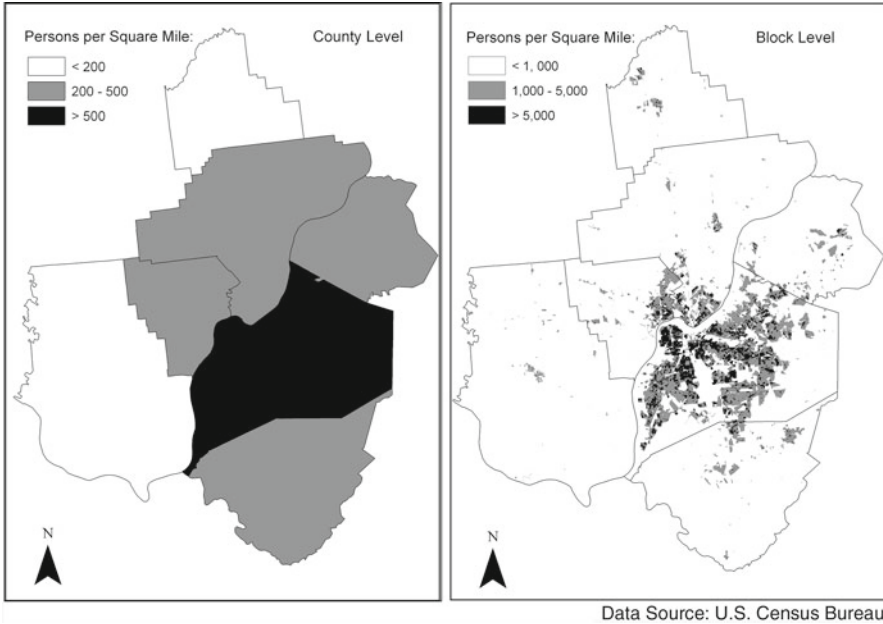 Persons per Square Mile: County Level
< 200
200 - 500
> 500
N
Persons per Square Mile: Block Level
< 1, 000
1,000 - 5,000
> 5,000
N
Data Source: U.S. Census Bureau